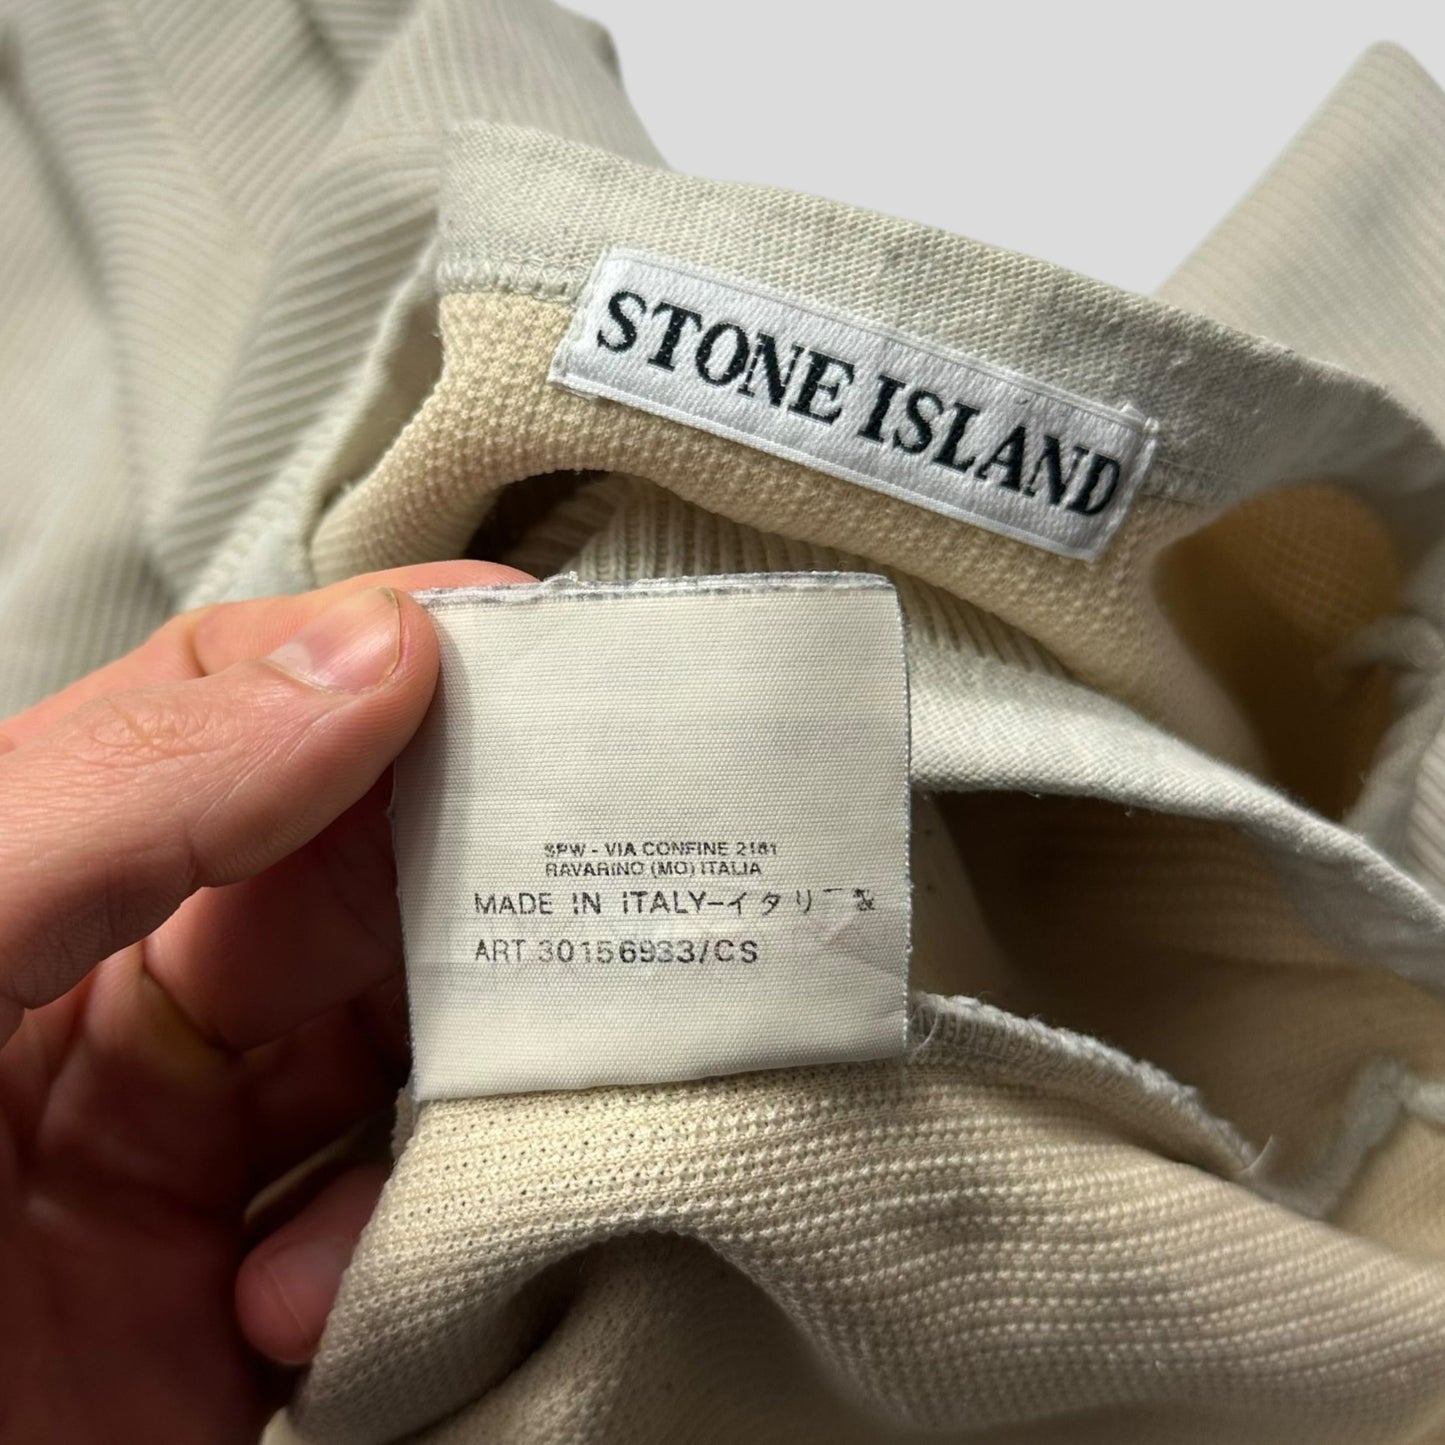 STONE ISLAND
SPW - VIA CONFINE 2161
RAVARINO (MO) ITALIA
MADE IN ITALY-イタリー製
ART 30156933/CS